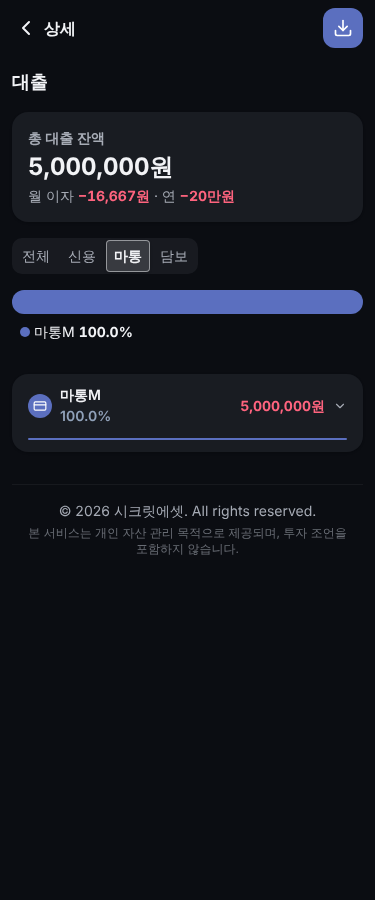 상세
대출
총 대출 잔액
5,000,000원
월 이자 −16,667원 · 연 −20만원
전체 신용 마통 담보
마통M 100.0%
마통M
100.0%
5,000,000원
© 2026 시크릿에셋. All rights reserved.
본 서비스는 개인 자산 관리 목적으로 제공되며, 투자 조언을
포함하지 않습니다.